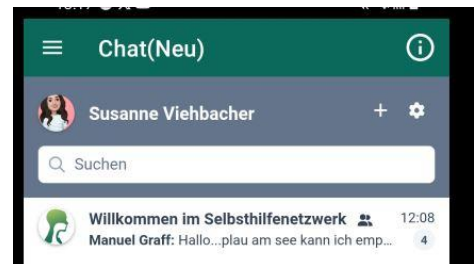 Chat(Neu)
Susanne Viehbacher
Suchen
Willkommen im Selbsthilfenetzwerk 12:08
Manuel Graff: Hallo...plau am see kann ich emp... 4